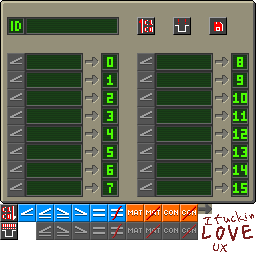 ID
0 8
1 9
2 10
3 11
4 12
5 13
6 14
7 15
< ≤ ≥ > = ≠ MAT MAT CON CON
< ≤ ≥ > = ≠ MAT MAT CON CON
I fuckin
LOVE
UX